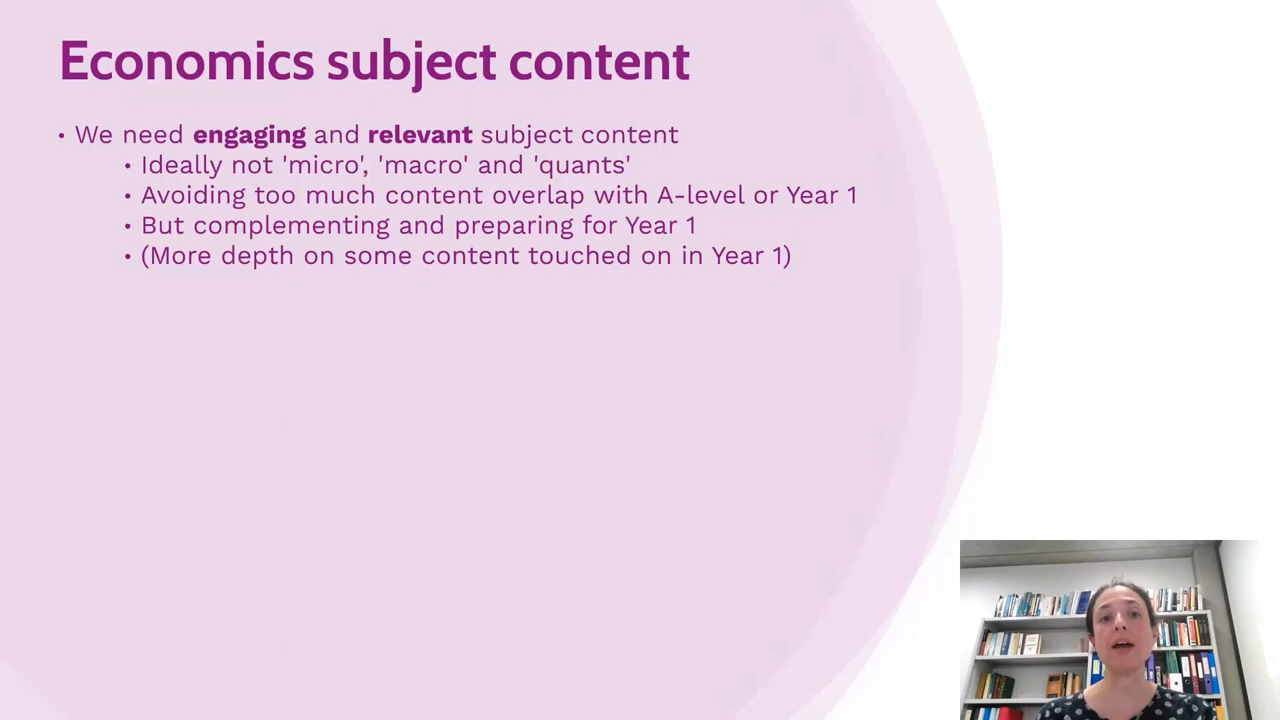 Economics subject content
• We need engaging and relevant subject content
• Ideally not 'micro', 'macro' and 'quants'
• Avoiding too much content overlap with A-level or Year 1
• But complementing and preparing for Year 1
• (More depth on some content touched on in Year 1)